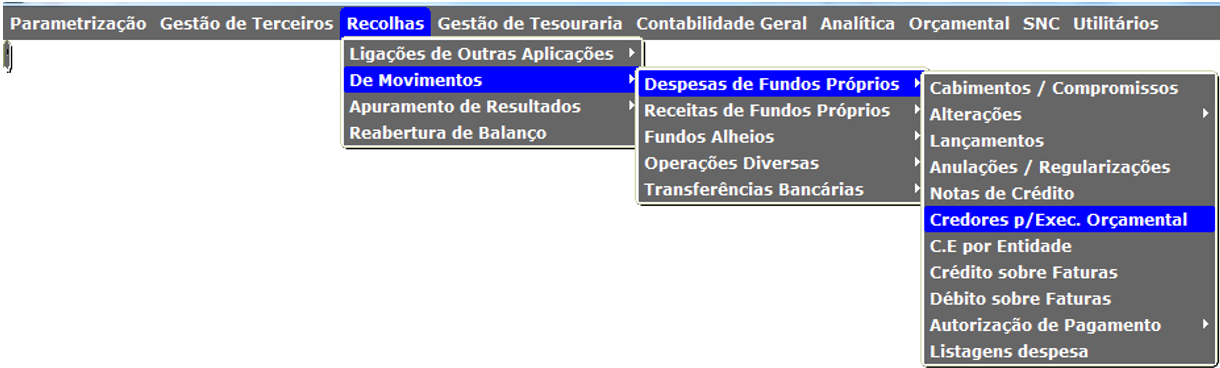 Parametrização Gestão de Terceiros Recolhas Gestão de Tesouraria Contabilidade Geral Analítica Orçamental SNC Utilitários
Ligações de Outras Aplicações
De Movimentos
Apuramento de Resultados
Reabertura de Balanço
Despesas de Fundos Próprios
Receitas de Fundos Próprios
Fundos Alheios
Operações Diversas
Transferências Bancárias
Cabimentos / Compromissos
Alterações
Lançamentos
Anulações / Regularizações
Notas de Crédito
Credores p/Exec. Orçamental
C.E por Entidade
Crédito sobre Faturas
Débito sobre Faturas
Autorização de Pagamento
Listagens despesa